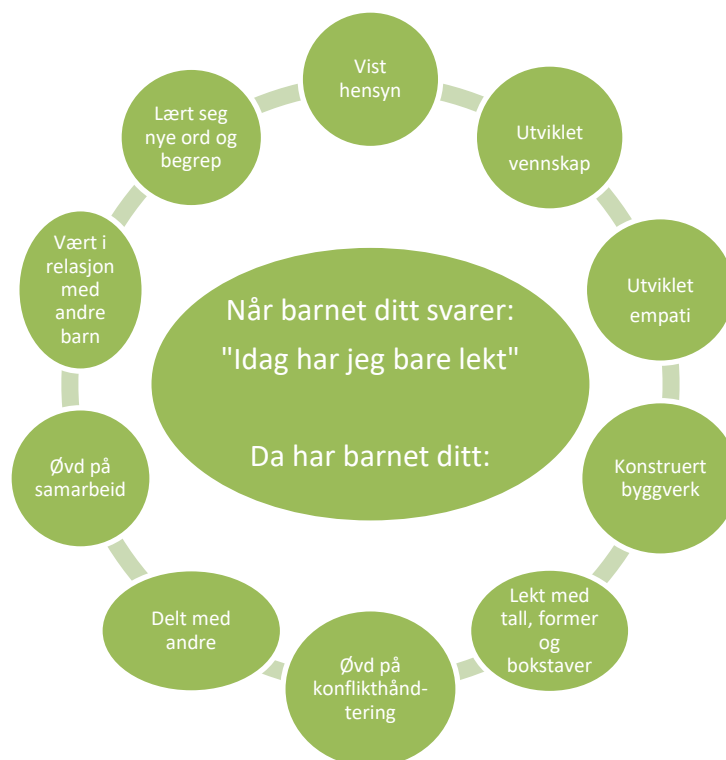 Når barnet ditt svarer:
"Idag har jeg bare lekt"
Da har barnet ditt:
Vist
hensyn
Utviklet
vennskap
Utviklet
empati
Konstruert
byggverk
Lekt med
tall, former
og
bokstaver
Øvd på
konflikthånd-
tering
Delt med
andre
Øvd på
samarbeid
Vært i
relasjon
med
andre
barn
Lært seg
nye ord og
begrep